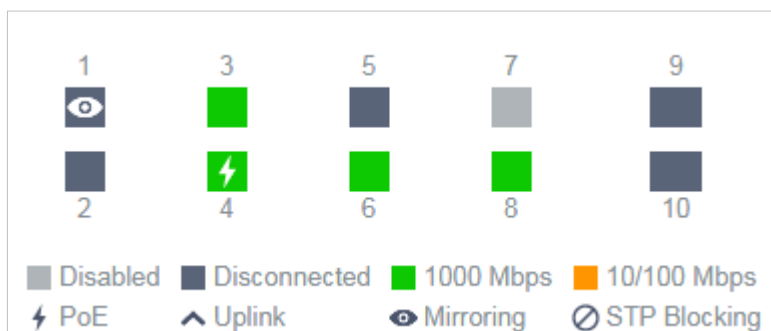 1 3 5 7 9
2 4 6 8 10
Disabled Disconnected 1000 Mbps 10/100 Mbps
PoE Uplink Mirroring STP Blocking